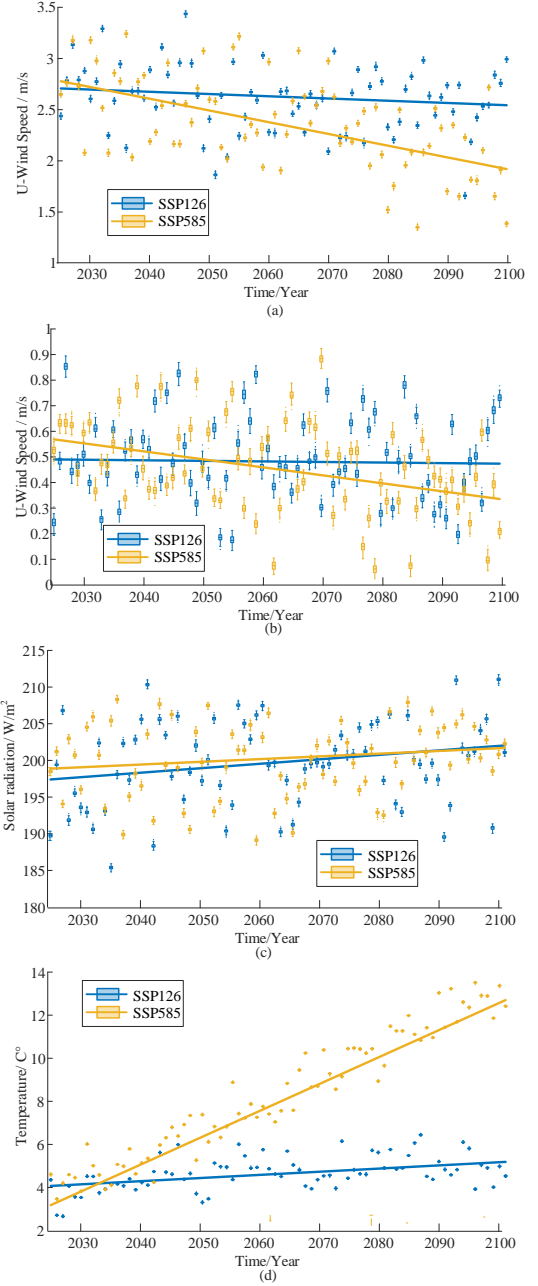 3.5
3
2.5
2
1.5
1
U-Wind Speed / m/s
SSP126
SSP585
2030 2040 2050 2060 2070 2080 2090 2100
Time/Year
(a)
1
0.9
0.8
0.7
0.6
0.5
0.4
0.3
0.2
0.1
0
U-Wind Speed / m/s
SSP126
SSP585
2030 2040 2050 2060 2070 2080 2090 2100
Time/Year
(b)
215
210
205
200
195
190
185
180
Solar radiation/ W/m²
SSP126
SSP585
2030 2040 2050 2060 2070 2080 2090 2100
Time/Year
(c)
14
12
10
8
6
4
2
Temperature/ C°
SSP126
SSP585
2030 2040 2050 2060 2070 2080 2090 2100
Time/Year
(d)